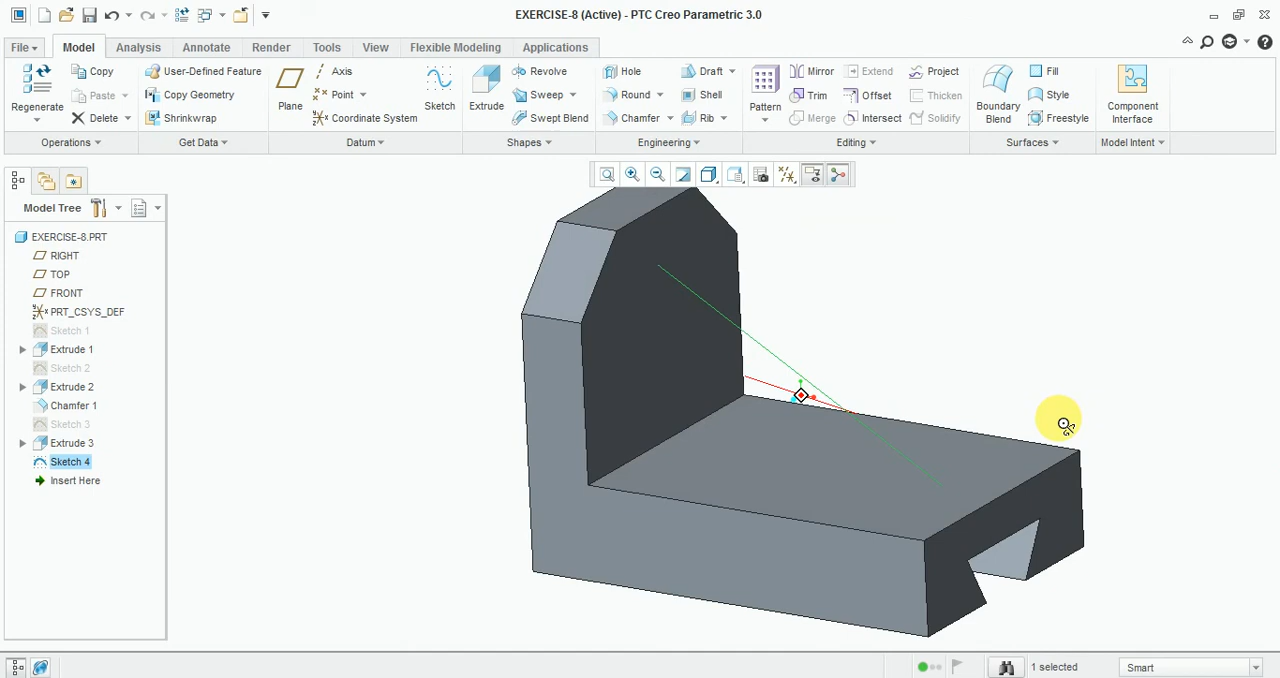 EXERCISE-8 (Active) - PTC Creo Parametric 3.0
File Model Analysis Annotate Render Tools View Flexible Modeling Applications
Regenerate Copy Paste Delete
User-Defined Feature Copy Geometry Shrinkwrap
Plane Axis Point Coordinate System Sketch
Extrude Revolve Sweep Swept Blend
Hole Round Chamfer Draft Shell Rib
Pattern Mirror Trim Merge Extend Offset Intersect Project Thicken Solidify
Boundary Blend Fill Style Freestyle
Component Interface
Operations Get Data Datum Shapes Engineering Editing Surfaces Model Intent
Model Tree
EXERCISE-8.PRT
RIGHT
TOP
FRONT
PRT_CSYS_DEF
Sketch 1
Extrude 1
Sketch 2
Extrude 2
Chamfer 1
Sketch 3
Extrude 3
Sketch 4
Insert Here
1 selected Smart